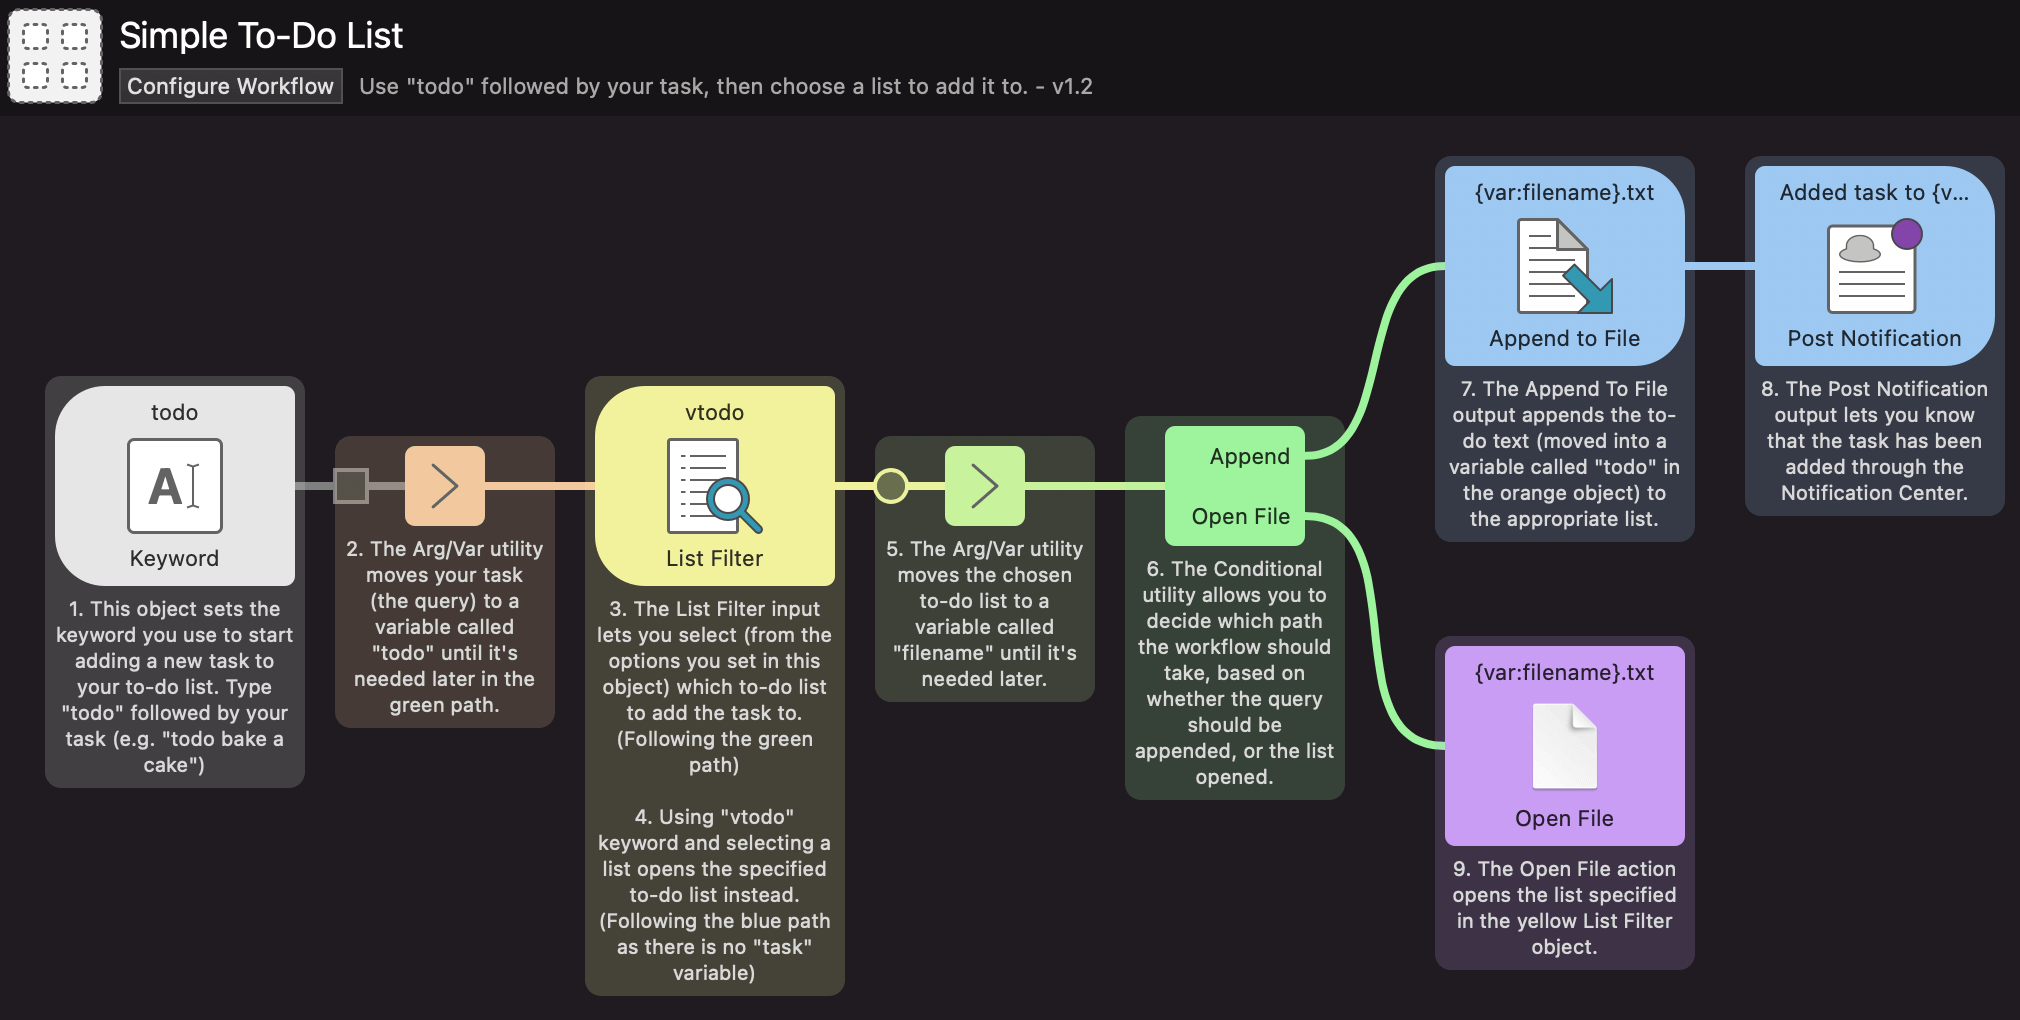 Simple To-Do List
Configure Workflow
Use "todo" followed by your task, then choose a list to add it to. - v1.2
todo
A
Keyword
1. This object sets the
keyword you use to start
adding a new task to
your to-do list. Type
"todo" followed by your
task (e.g. "todo bake a
cake")
2. The Arg/Var utility
moves your task
(the query) to a
variable called
"todo" until it's
needed later in the
green path.
vtodo
List Filter
3. The List Filter input
lets you select (from the
options you set in this
object) which to-do list
to add the task to.
(Following the green
path)
4. Using "vtodo"
keyword and selecting a
list opens the specified
to-do list instead.
(Following the blue path
as there is no "task"
variable)
5. The Arg/Var utility
moves the chosen
to-do list to a
variable called
"filename" until it's
needed later.
Append
Open File
6. The Conditional
utility allows you to
decide which path
the workflow should
take, based on
whether the query
should be
appended, or the list
opened.
{var:filename}.txt
Append to File
7. The Append To File
output appends the to-
do text (moved into a
variable called "todo" in
the orange object) to
the appropriate list.
Added task to {v...
Post Notification
8. The Post Notification
output lets you know
that the task has been
added through the
Notification Center.
{var:filename}.txt
Open File
9. The Open File action
opens the list specified
in the yellow List Filter
object.